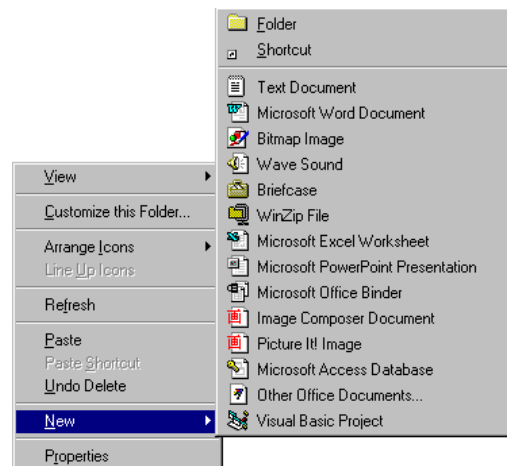 View
Customize this Folder...
Arrange Icons
Line Up Icons
Refresh
Paste
Paste Shortcut
Undo Delete
New
Properties
Folder
Shortcut
Text Document
Microsoft Word Document
Bitmap Image
Wave Sound
Briefcase
WinZip File
Microsoft Excel Worksheet
Microsoft PowerPoint Presentation
Microsoft Office Binder
Image Composer Document
Picture It! Image
Microsoft Access Database
Other Office Documents...
Visual Basic Project